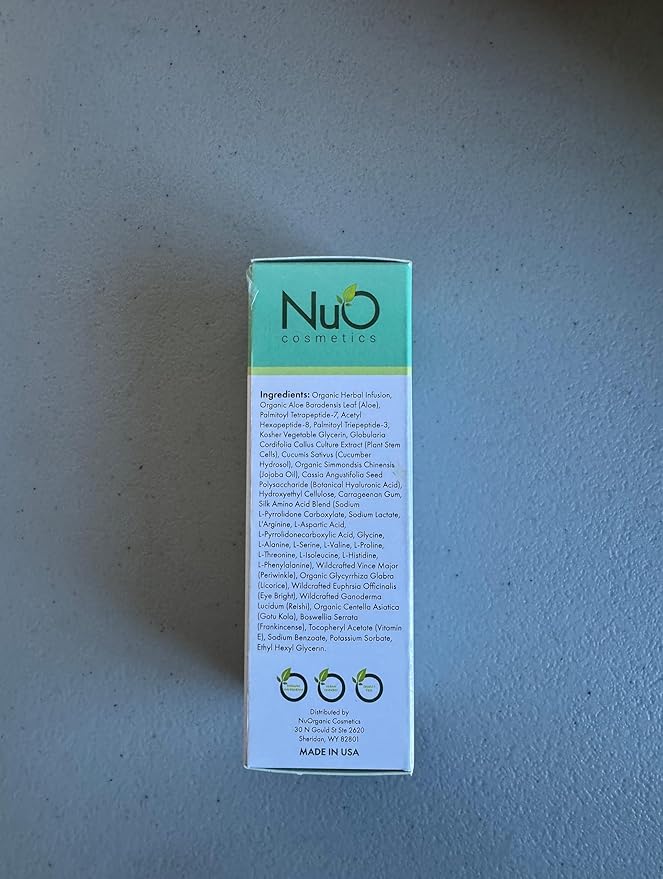 NuO
cosmetics
Ingredients: Organic Herbal Infusion,
Organic Aloe Barodensis Leaf (Aloe),
Palmitoyl Tetrapeptide-7, Acetyl
Hexapeptide-8, Palmitoyl Triepeptide-3,
Kosher Vegetable Glycerin, Globularia
Cordifolia Callus Culture Extract (Plant Stem
Cells), Cucumis Sativus (Cucumber
Hydrosol), Organic Simmondsis Chinensis
(Jojoba Oil), Cassia Angustifolia Seed
Polysaccharide (Botanical Hyaluronic Acid),
Hydroxyethyl Cellulose, Carrageenan Gum,
Silk Amino Acid Blend (Sodium
L-Pyrrolidone Carboxylate, Sodium Lactate,
L'Arginine, L-Aspartic Acid,
L-Pyrrolidonecarboxylic Acid, Glycine,
L-Alanine, L-Serine, L-Valine, L-Proline,
L-Threonine, L-Isoleucine, L-Histidine,
L-Phenylalanine), Wildcrafted Vince Major
(Periwinkle), Organic Glycyrrhiza Glabra
(Licorice), Wildcrafted Euphrsia Officinalis
(Eye Bright), Wildcrafted Ganoderma
Lucidum (Reishi), Organic Centella Asiatica
(Gotu Kola), Boswellia Serrata
(Frankincense), Tocopheryl Acetate (Vitamin
E), Sodium Benzoate, Potassium Sorbate,
Ethyl Hexyl Glycerin.
Distributed by
NuOrganic Cosmetics
30 N Gould St Ste 2620
Sheridan, WY 82801
MADE IN USA